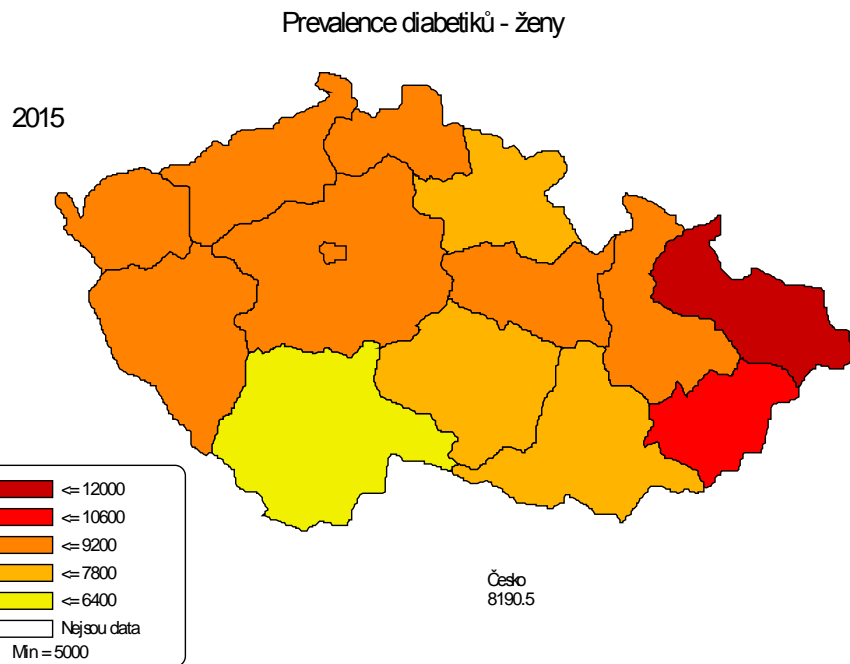 Prevalence diabetiků - ženy
2015
<= 12000
<= 10600
<= 9200
<= 7800
<= 6400
Nejsou data
Min = 5000
Česko
8190.5